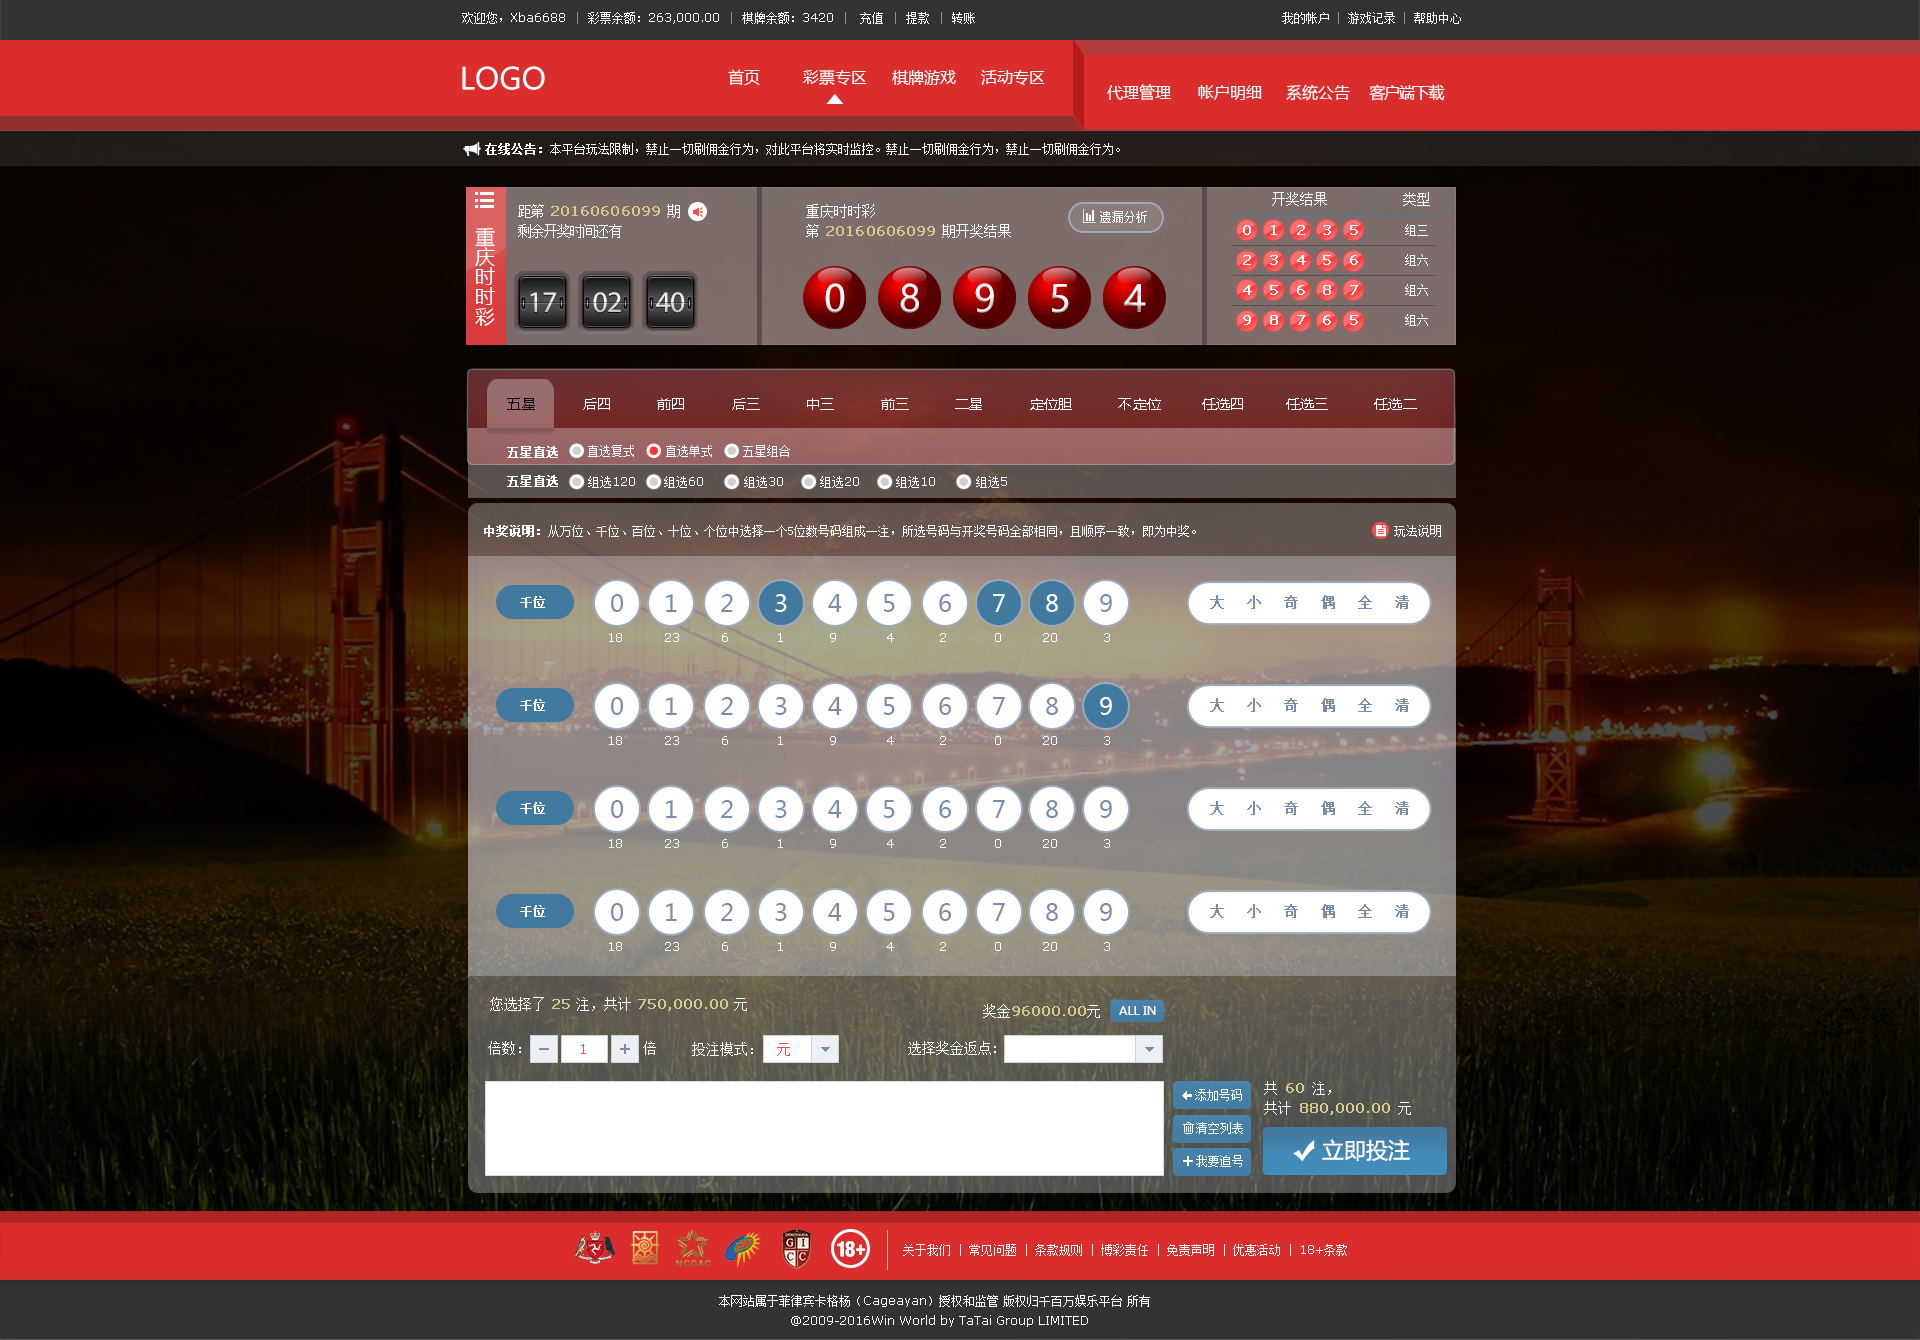 欢迎您，Xba6688 | 彩票余额：263,000.00 | 棋牌余额：3420 | 充值 | 提款 | 转账
我的帐户 | 游戏记录 | 帮助中心
LOGO
首页 彩票专区 棋牌游戏 活动专区
代理管理 帐户明细 系统公告 客户端下载
在线公告：本平台玩法限制，禁止一切刷佣金行为，对此平台将实时监控。禁止一切刷佣金行为，禁止一切刷佣金行为。
重庆时时彩
距第 20160606099 期
剩余开奖时间还有
17 02 40
重庆时时彩
第 20160606099 期开奖结果
遗漏分析
0 8 9 5 4
开奖结果 类型
0 1 2 3 5 组三
2 3 4 5 6 组六
4 5 6 8 7 组六
9 8 7 6 5 组六
五星 后四 前四 后三 中三 前三 二星 定位胆 不定位 任选四 任选三 任选二
五星直选 直选复式 直选单式 五星组合
五星直选 组选120 组选60 组选30 组选20 组选10 组选5
中奖说明：从万位、千位、百位、十位、个位中选择一个5位数号码组成一注，所选号码与开奖号码全部相同，且顺序一致，即为中奖。
玩法说明
千位 0 1 2 3 4 5 6 7 8 9 大 小 奇 偶 全 清
18 23 6 1 9 4 2 0 20 3
千位 0 1 2 3 4 5 6 7 8 9 大 小 奇 偶 全 清
18 23 6 1 9 4 2 0 20 3
千位 0 1 2 3 4 5 6 7 8 9 大 小 奇 偶 全 清
18 23 6 1 9 4 2 0 20 3
千位 0 1 2 3 4 5 6 7 8 9 大 小 奇 偶 全 清
18 23 6 1 9 4 2 0 20 3
您选择了 25 注，共计 750,000.00 元
奖金96000.00元 ALL IN
倍数： － 1 + 倍 投注模式： 元 选择奖金返点：
添加号码
清空列表
+我要追号
共 60 注，
共计 880,000.00 元
立即投注
NCGAC
GIC
18+
关于我们 | 常见问题 | 条款规则 | 博彩责任 | 免责声明 | 优惠活动 | 18+条款
本网站属于菲律宾卡格杨（Cageayan）授权和监管 版权归千百万娱乐平台 所有
@2009-2016Win World by TaTai Group LIMITED